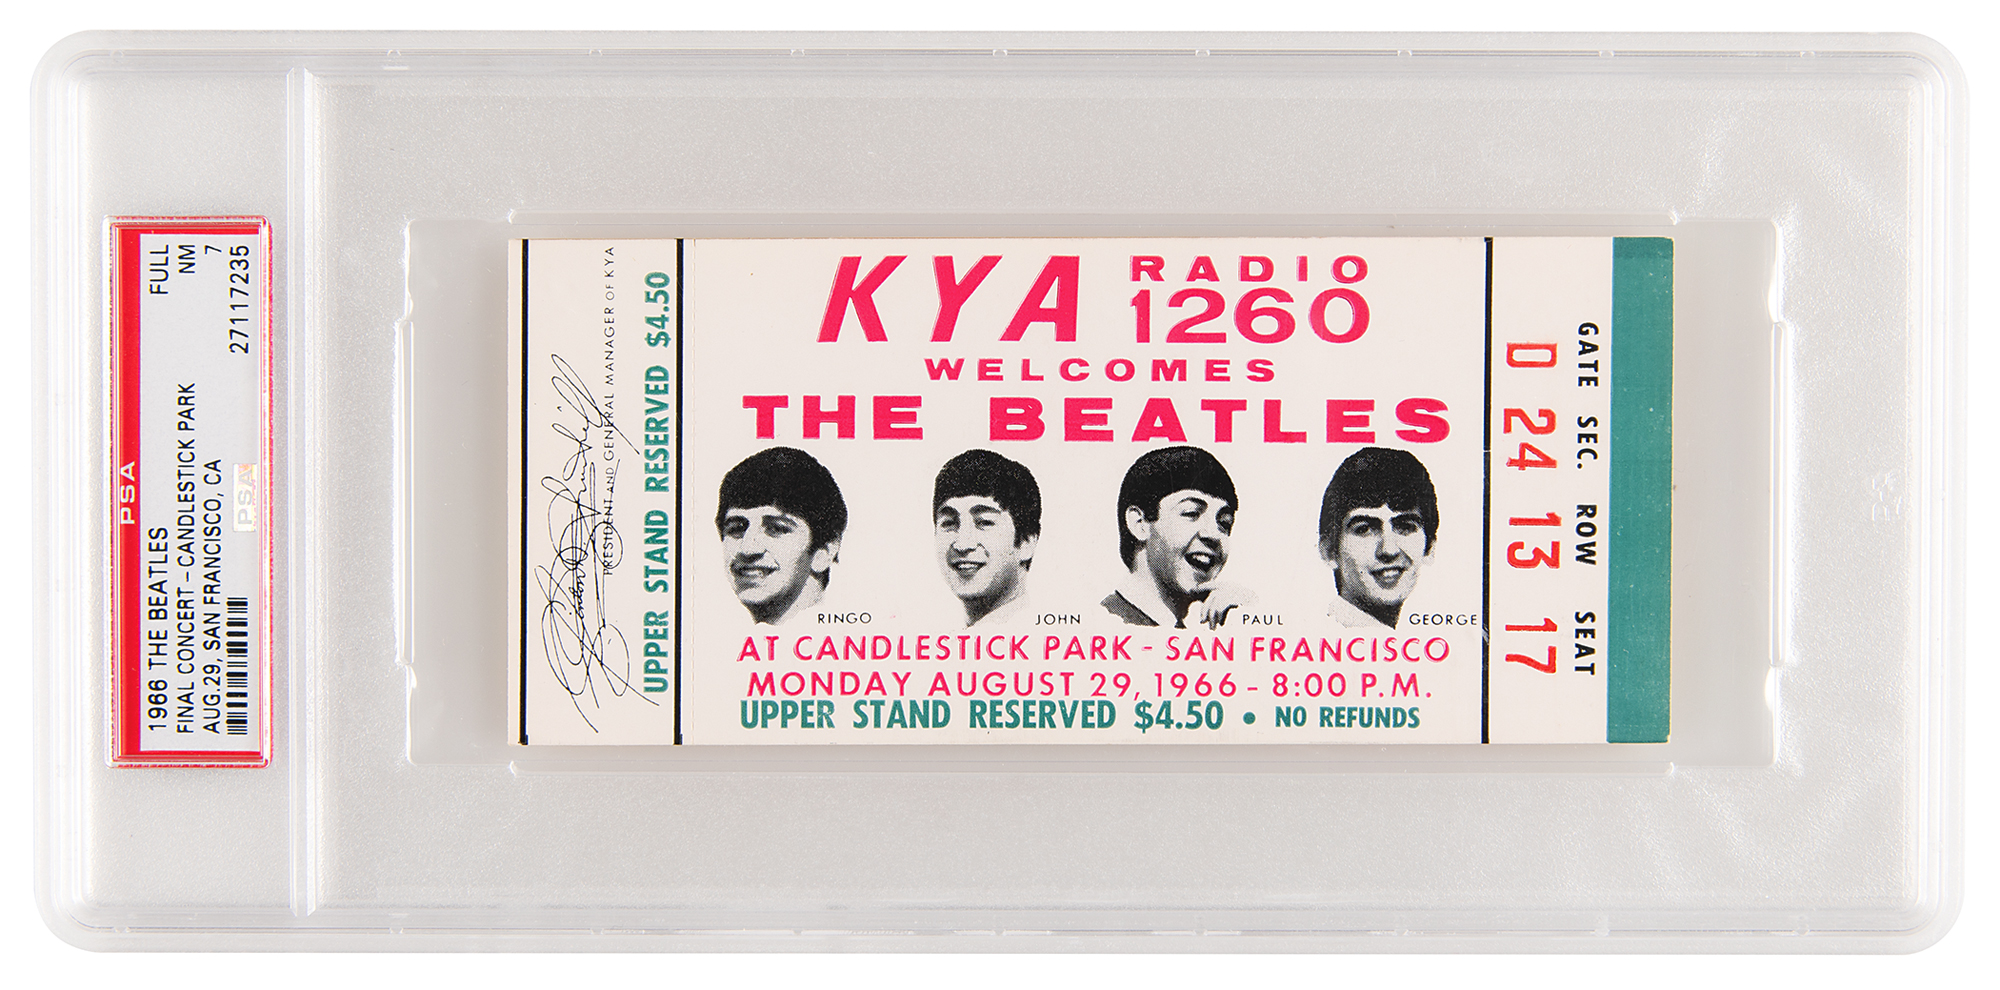 PSA
1966 THE BEATLES FULL
FINAL CONCERT - CANDLESTICK PARK NM
AUG.29, SAN FRANCISCO, CA 7
PSA 27117235
PRESIDENT AND GENERAL MANAGER OF KYA
UPPER STAND RESERVED $4.50
KYA RADIO
1260
WELCOMES
THE BEATLES
RINGO JOHN PAUL GEORGE
AT CANDLESTICK PARK - SAN FRANCISCO
MONDAY AUGUST 29, 1966 - 8:00 P.M.
UPPER STAND RESERVED $4.50 • NO REFUNDS
GATE SEC. ROW SEAT
D 24 13 17